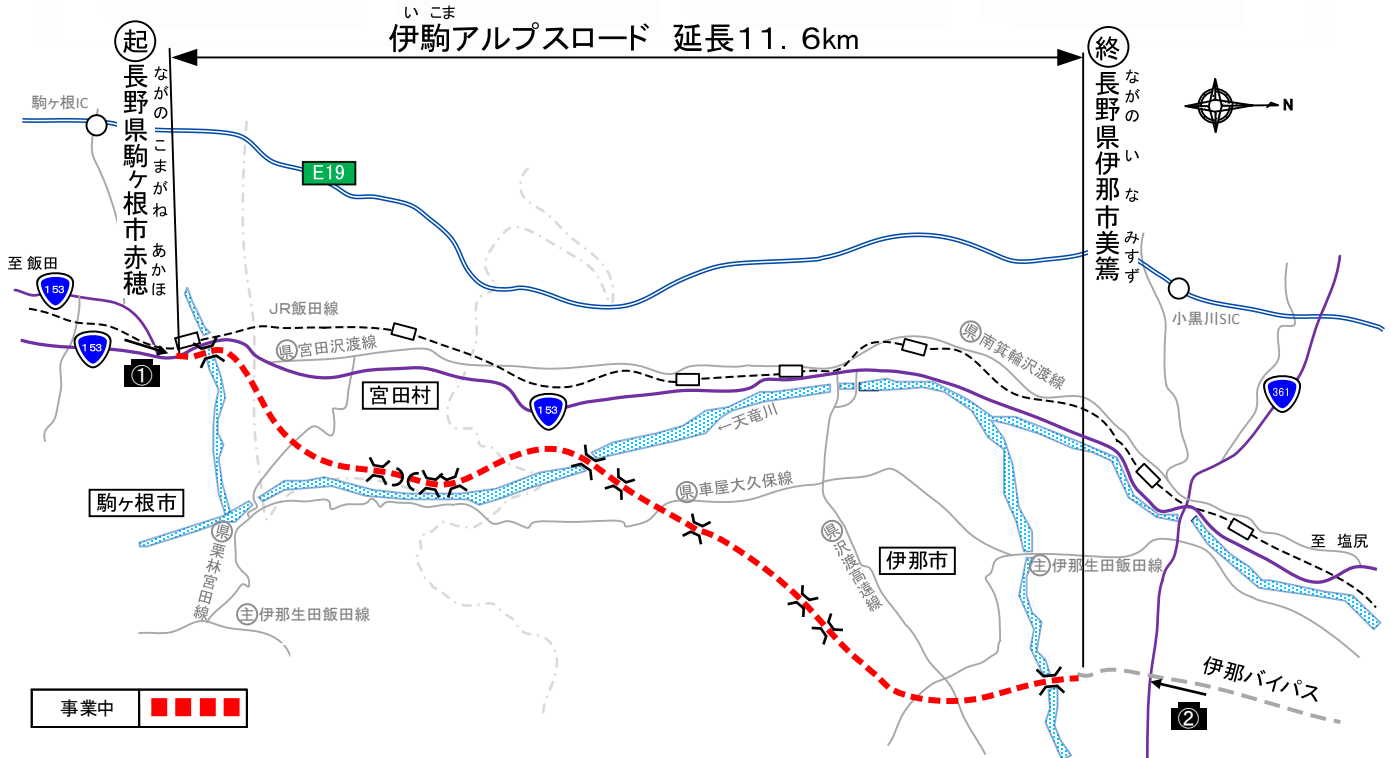 いこま
伊駒アルプスロード 延長11.6km
起
長野県駒ヶ根市赤穂
ながのこまがねあかほ
終
長野県伊那市美篶
ながのいなみすず
駒ヶ根IC
N
E19
至 飯田
153
153
①
JR飯田線
県宮田沢渡線
宮田村
153
←天竜川
県南箕輪沢渡線
小黒川SIC
361
駒ヶ根市
県車屋大久保線
県栗林宮田線
県沢渡高遠線
伊那市
主伊那生田飯田線
至 塩尻
主伊那生田飯田線
伊那バイパス
②
事業中